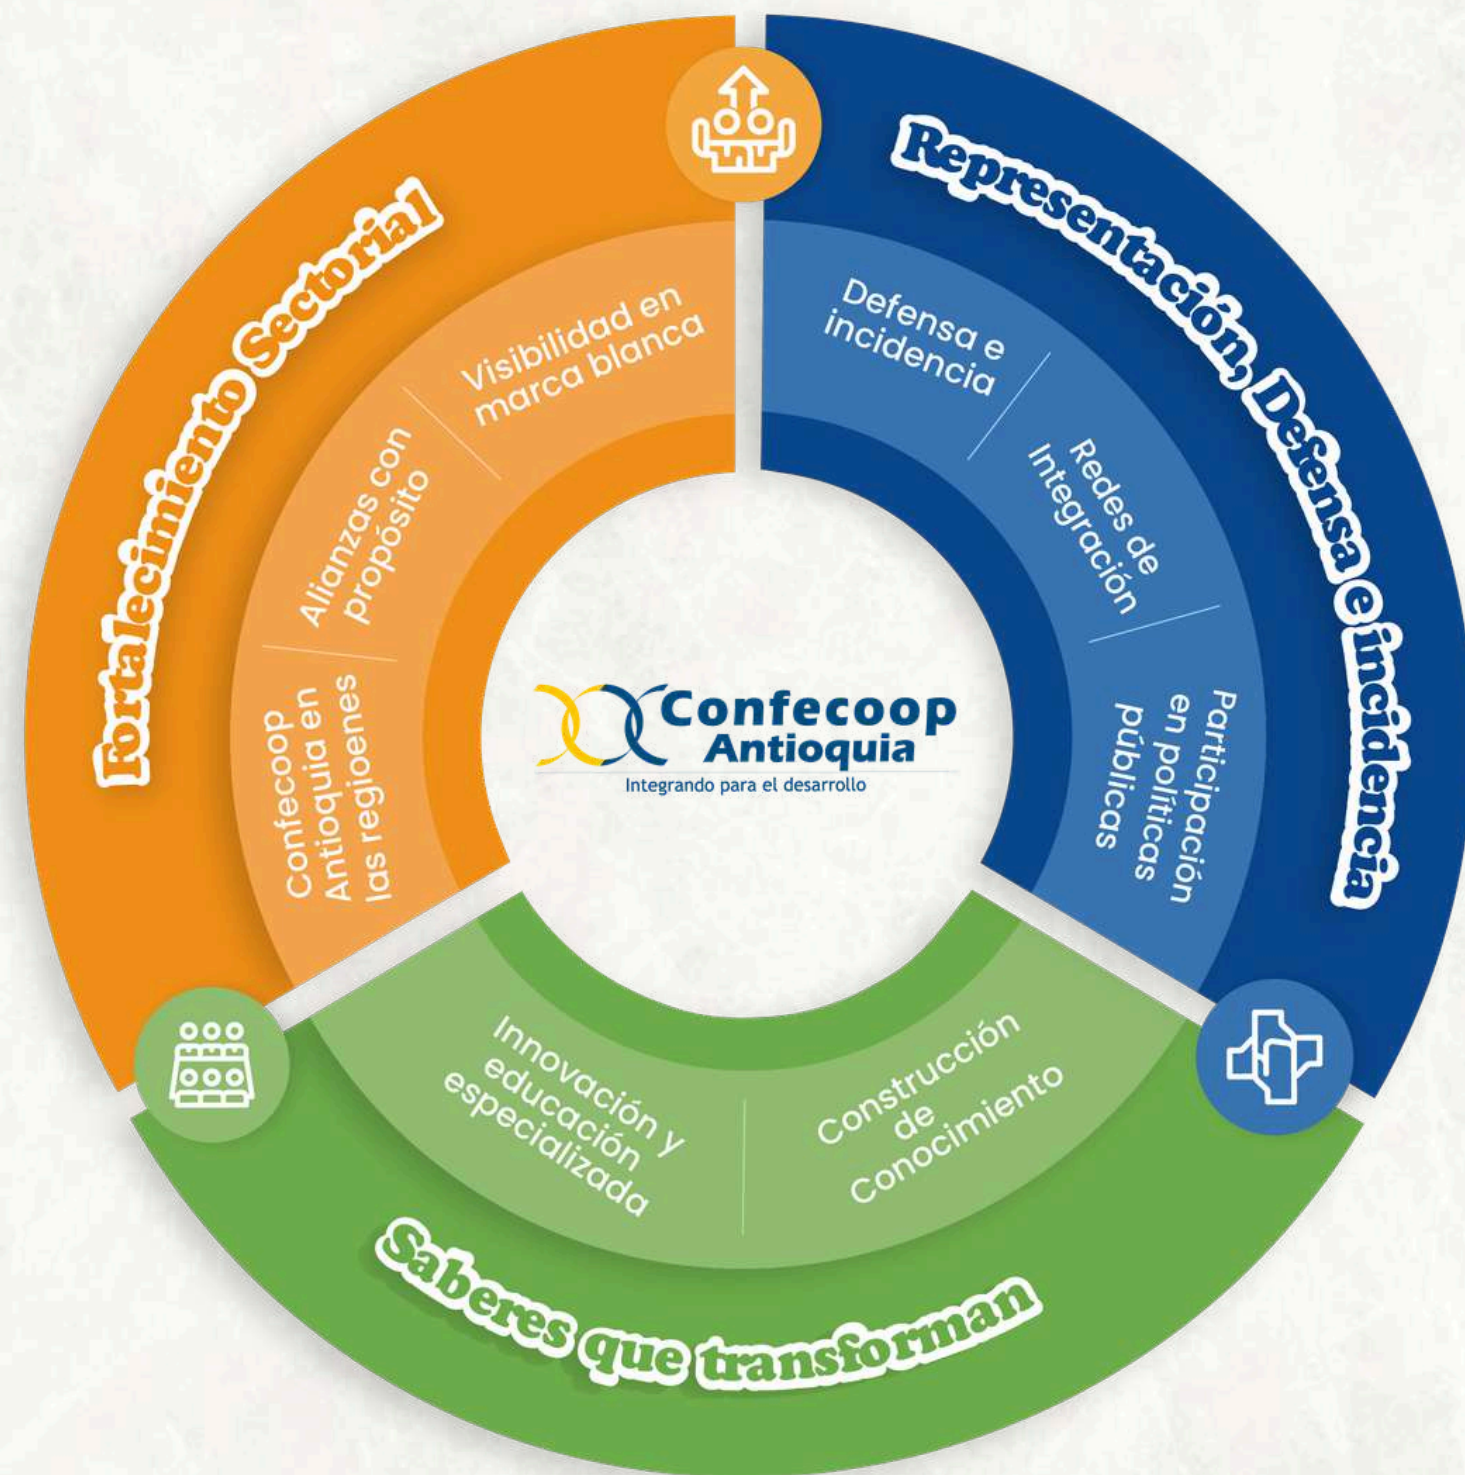 Fortalecimiento Sectorial
Visibilidad en
marca blanca
Alianzas con
propósito
Confecoop
Antioquia en
las regioenes
Representación, Defensa e incidencia
Defensa e
incidencia
Redes de
Integración
Participación
en políticas
públicas
Confecoop
Antioquia
Integrando para el desarrollo
Innovación y
educación
especializada
Construcción
de
Conocimiento
Saberes que transforman